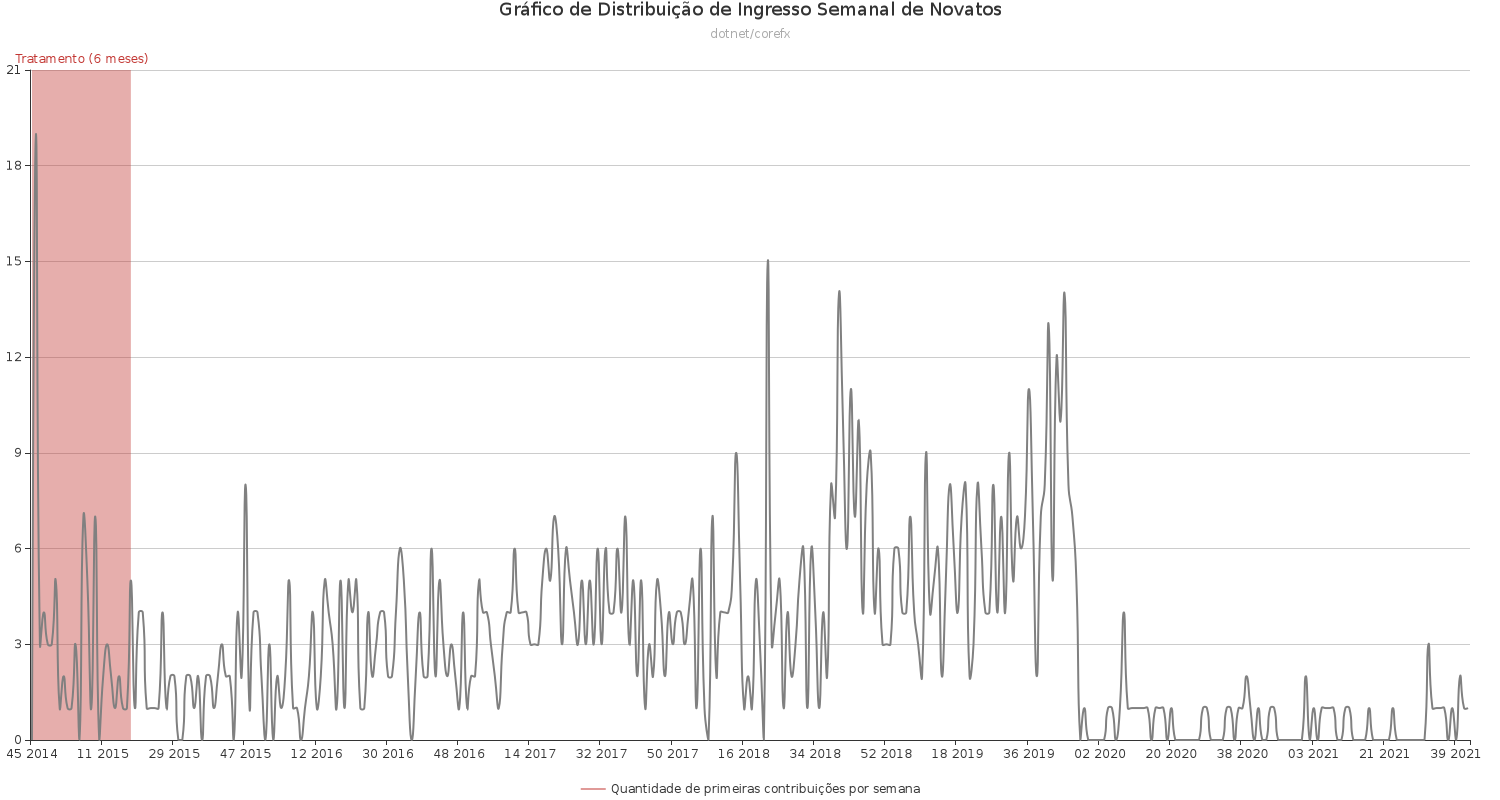 Gráfico de Distribuição de Ingresso Semanal de Novatos
dotnet/corefx
Tratamento (6 meses)
21
18
15
12
9
6
3
0
45 2014 11 2015 29 2015 47 2015 12 2016 30 2016 48 2016 14 2017 32 2017 50 2017 16 2018 34 2018 52 2018 18 2019 36 2019 02 2020 20 2020 38 2020 03 2021 21 2021 39 2021
Quantidade de primeiras contribuições por semana